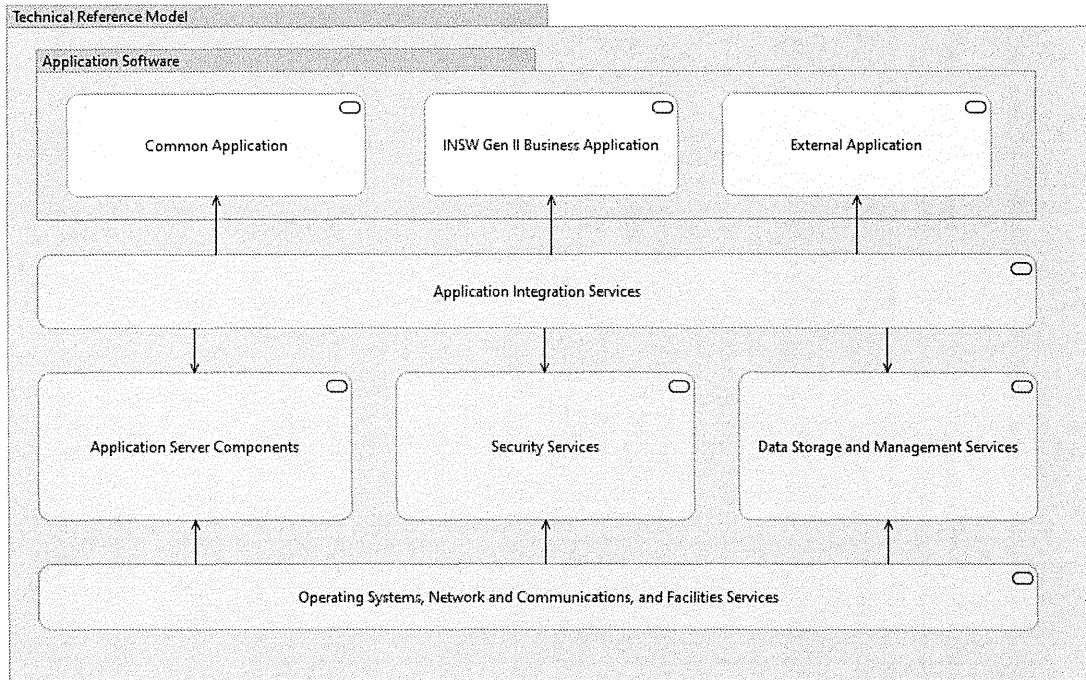 Technical Reference Model
Application Software
Common Application
INSW Gen II Business Application
External Application
Application Integration Services
Application Server Components
Security Services
Data Storage and Management Services
Operating Systems, Network and Communications, and Facilities Services